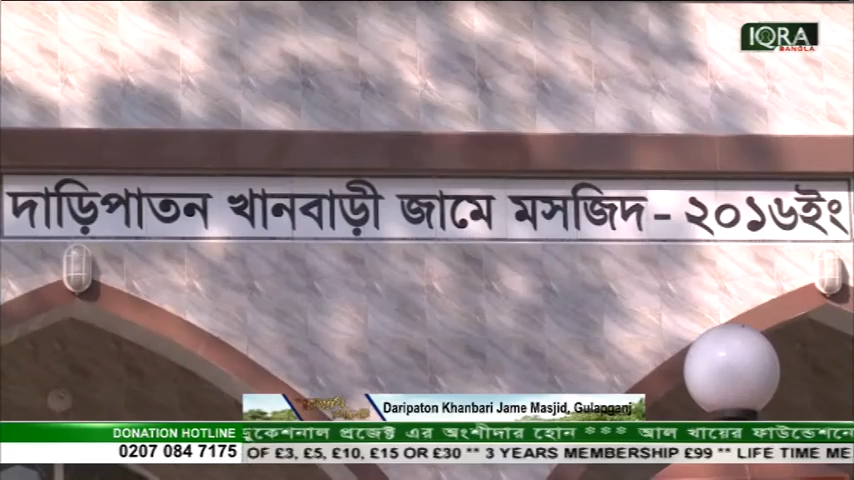 IQRA
BANGLA
দাড়িপাতন খানবাড়ী জামে মসজিদ - ২০১৬ইং
Daripaton Khanbari Jame Masjid, Gulapganj
DONATION HOTLINE
দুকেশনাল প্রজেক্ট এর অংশীদার হোন *** আল খায়ের ফাউন্ডেশনে
0207 084 7175
OF £3, £5, £10, £15 OR £30 ** 3 YEARS MEMBERSHIP £99 ** LIFE TIME ME